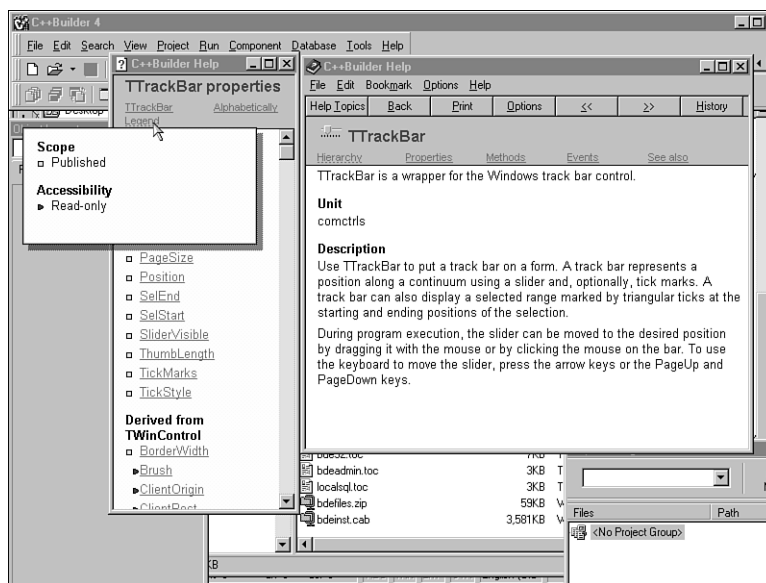 C++Builder 4
File Edit Search View Project Run Component Database Tools Help
C++Builder Help
TTrackBar properties
TTrackBar Alphabetically
Legend
Scope
Published
Accessibility
Read-only
PageSize
Position
SelEnd
SelStart
SliderVisible
ThumbLength
TickMarks
TickStyle
Derived from
TWinControl
BorderWidth
Brush
ClientOrigin
ClientRect
C++Builder Help
File Edit Bookmark Options Help
Help Topics Back Print Options << >> History
TTrackBar
Hierarchy Properties Methods Events See also
TTrackBar is a wrapper for the Windows track bar control.
Unit
comctrls
Description
Use TTrackBar to put a track bar on a form. A track bar represents a
position along a continuum using a slider and, optionally, tick marks. A
track bar can also display a selected range marked by triangular ticks at the
starting and ending positions of the selection.
During program execution, the slider can be moved to the desired position
by dragging it with the mouse or by clicking the mouse on the bar. To use
the keyboard to move the slider, press the arrow keys or the PageUp and
PageDown keys.
bde32.toc 7KB T
bdeadmin.toc 3KB T
localsql.toc 3KB T
bdefiles.zip 59KB
bdeinst.cab 3,581KB
Files Path
<No Project Group>
KB